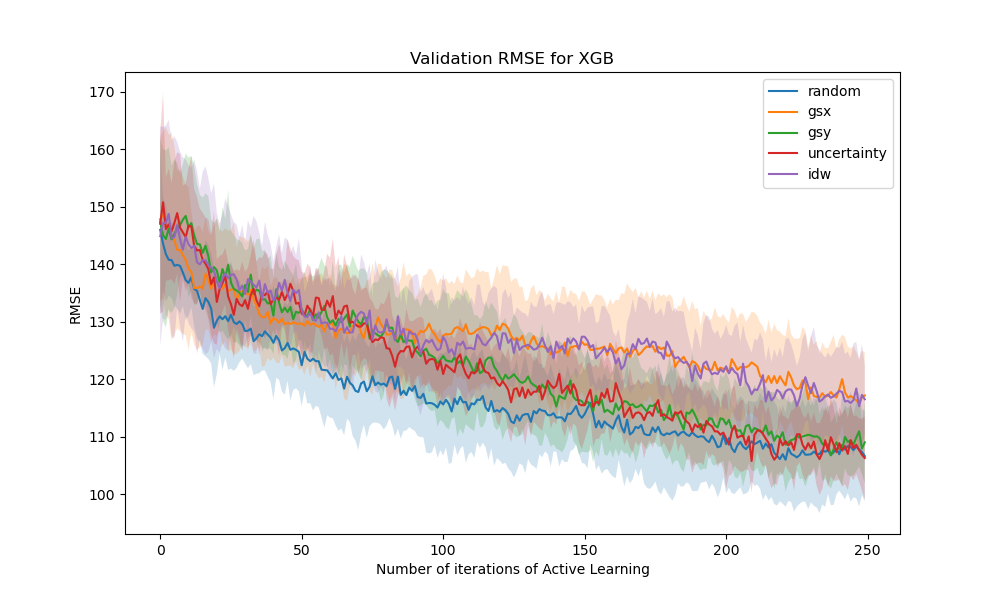 Validation RMSE for XGB
RMSE
170
160
150
140
130
120
110
100
0
50
100
150
200
250
Number of iterations of Active Learning
random
gsx
gsy
uncertainty
idw